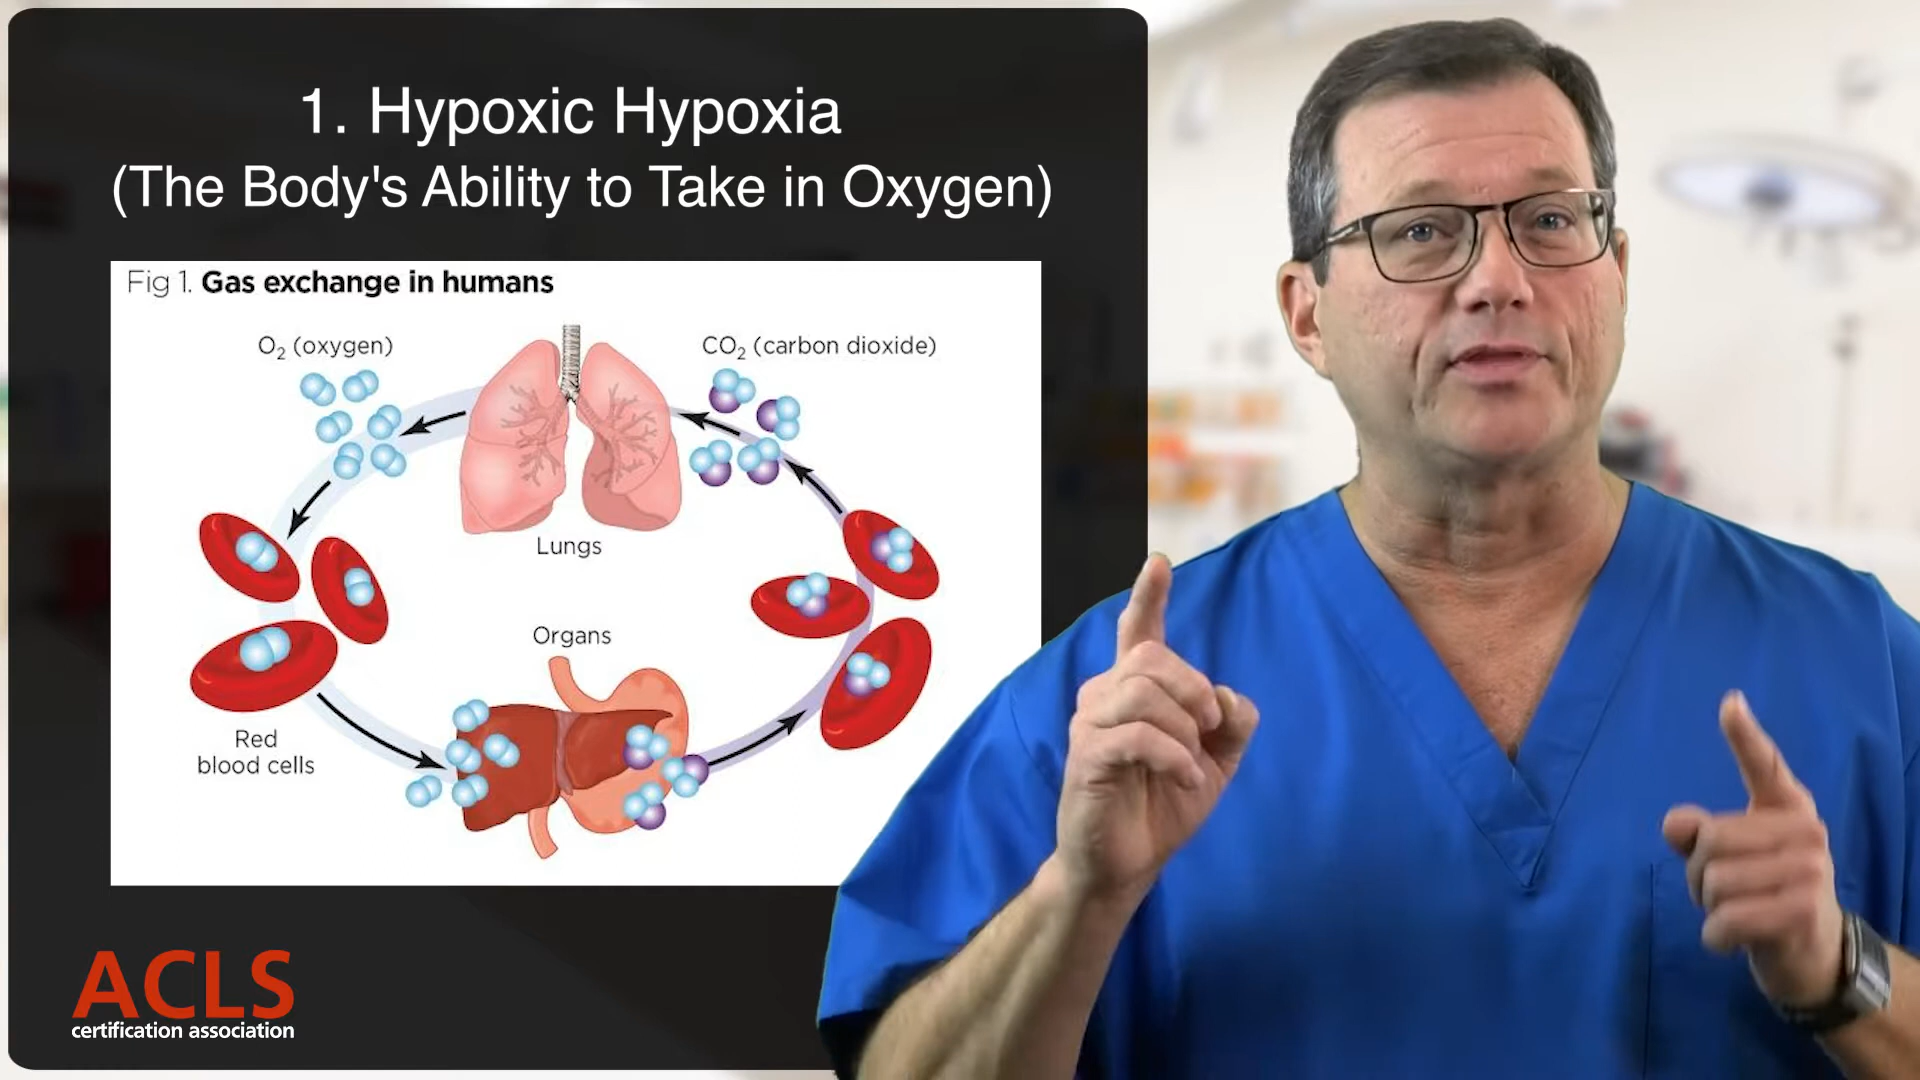 1. Hypoxic Hypoxia
(The Body's Ability to Take in Oxygen)
Fig 1. Gas exchange in humans
O₂ (oxygen)
CO₂ (carbon dioxide)
Lungs
Organs
Red
blood cells
ACLS
certification association